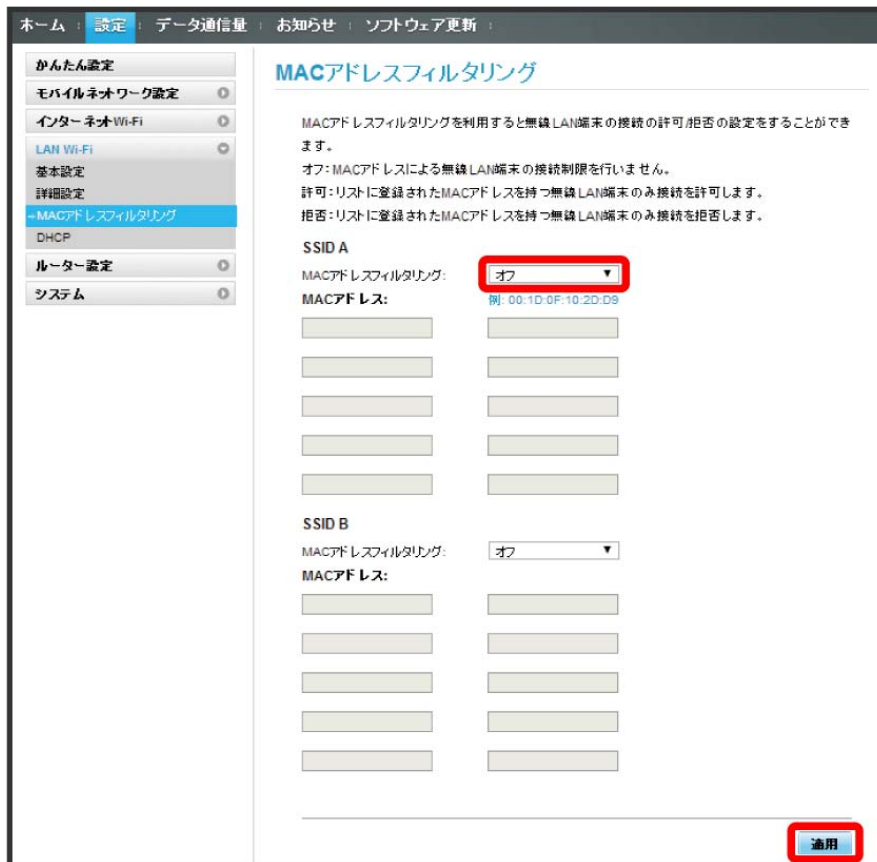 ホーム 設定 データ通信量 お知らせ ソフトウェア更新
かんたん設定
モバイルネットワーク設定
インターネットWi-Fi
LAN Wi-Fi
基本設定
詳細設定
MACアドレスフィルタリング
DHCP
ルーター設定
システム
MACアドレスフィルタリング
MACアドレスフィルタリングを利用すると無線LAN端末の接続の許可/拒否の設定をすることができ
ます。
オフ：MACアドレスによる無線LAN端末の接続制限を行いません。
許可：リストに登録されたMACアドレスを持つ無線LAN端末のみ接続を許可します。
拒否：リストに登録されたMACアドレスを持つ無線LAN端末のみ接続を拒否します。
SSID A
MACアドレスフィルタリング: オフ
MACアドレス: 例: 00:1D:0F:10:2D:D9
SSID B
MACアドレスフィルタリング: オフ
MACアドレス:
適用